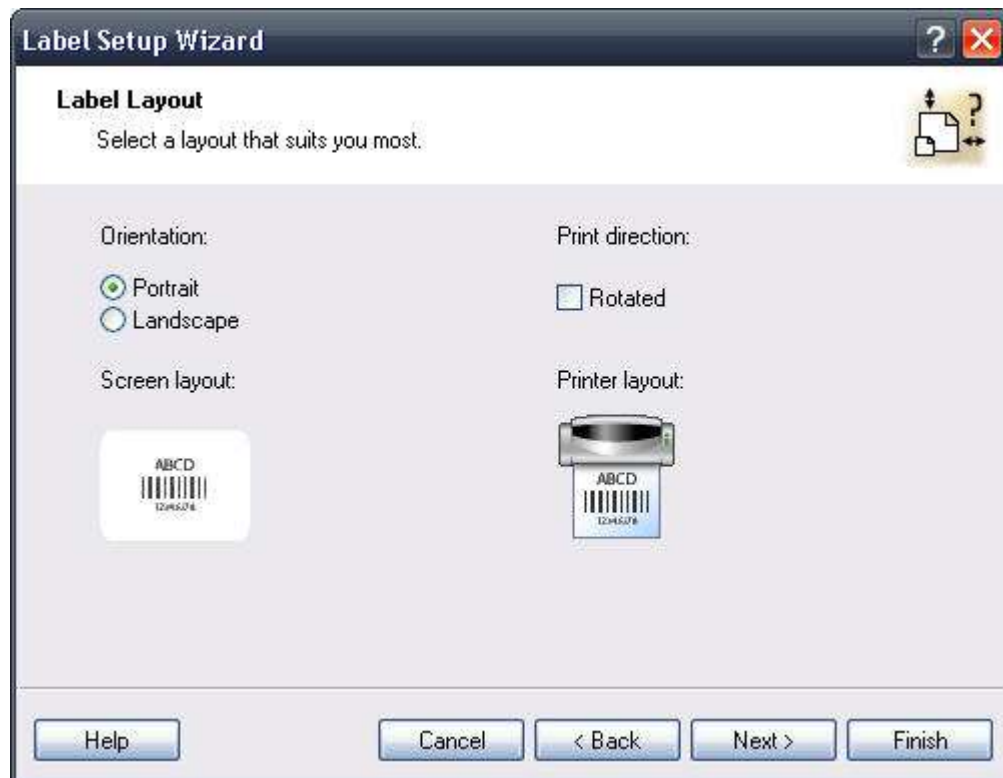 Label Setup Wizard
?
Label Layout
Select a layout that suits you most.
?
Orientation:
Portrait
Landscape
Print direction:
Rotated
Screen layout:
ABCD
Printer layout:
ABCD
Help
Cancel
< Back
Next >
Finish